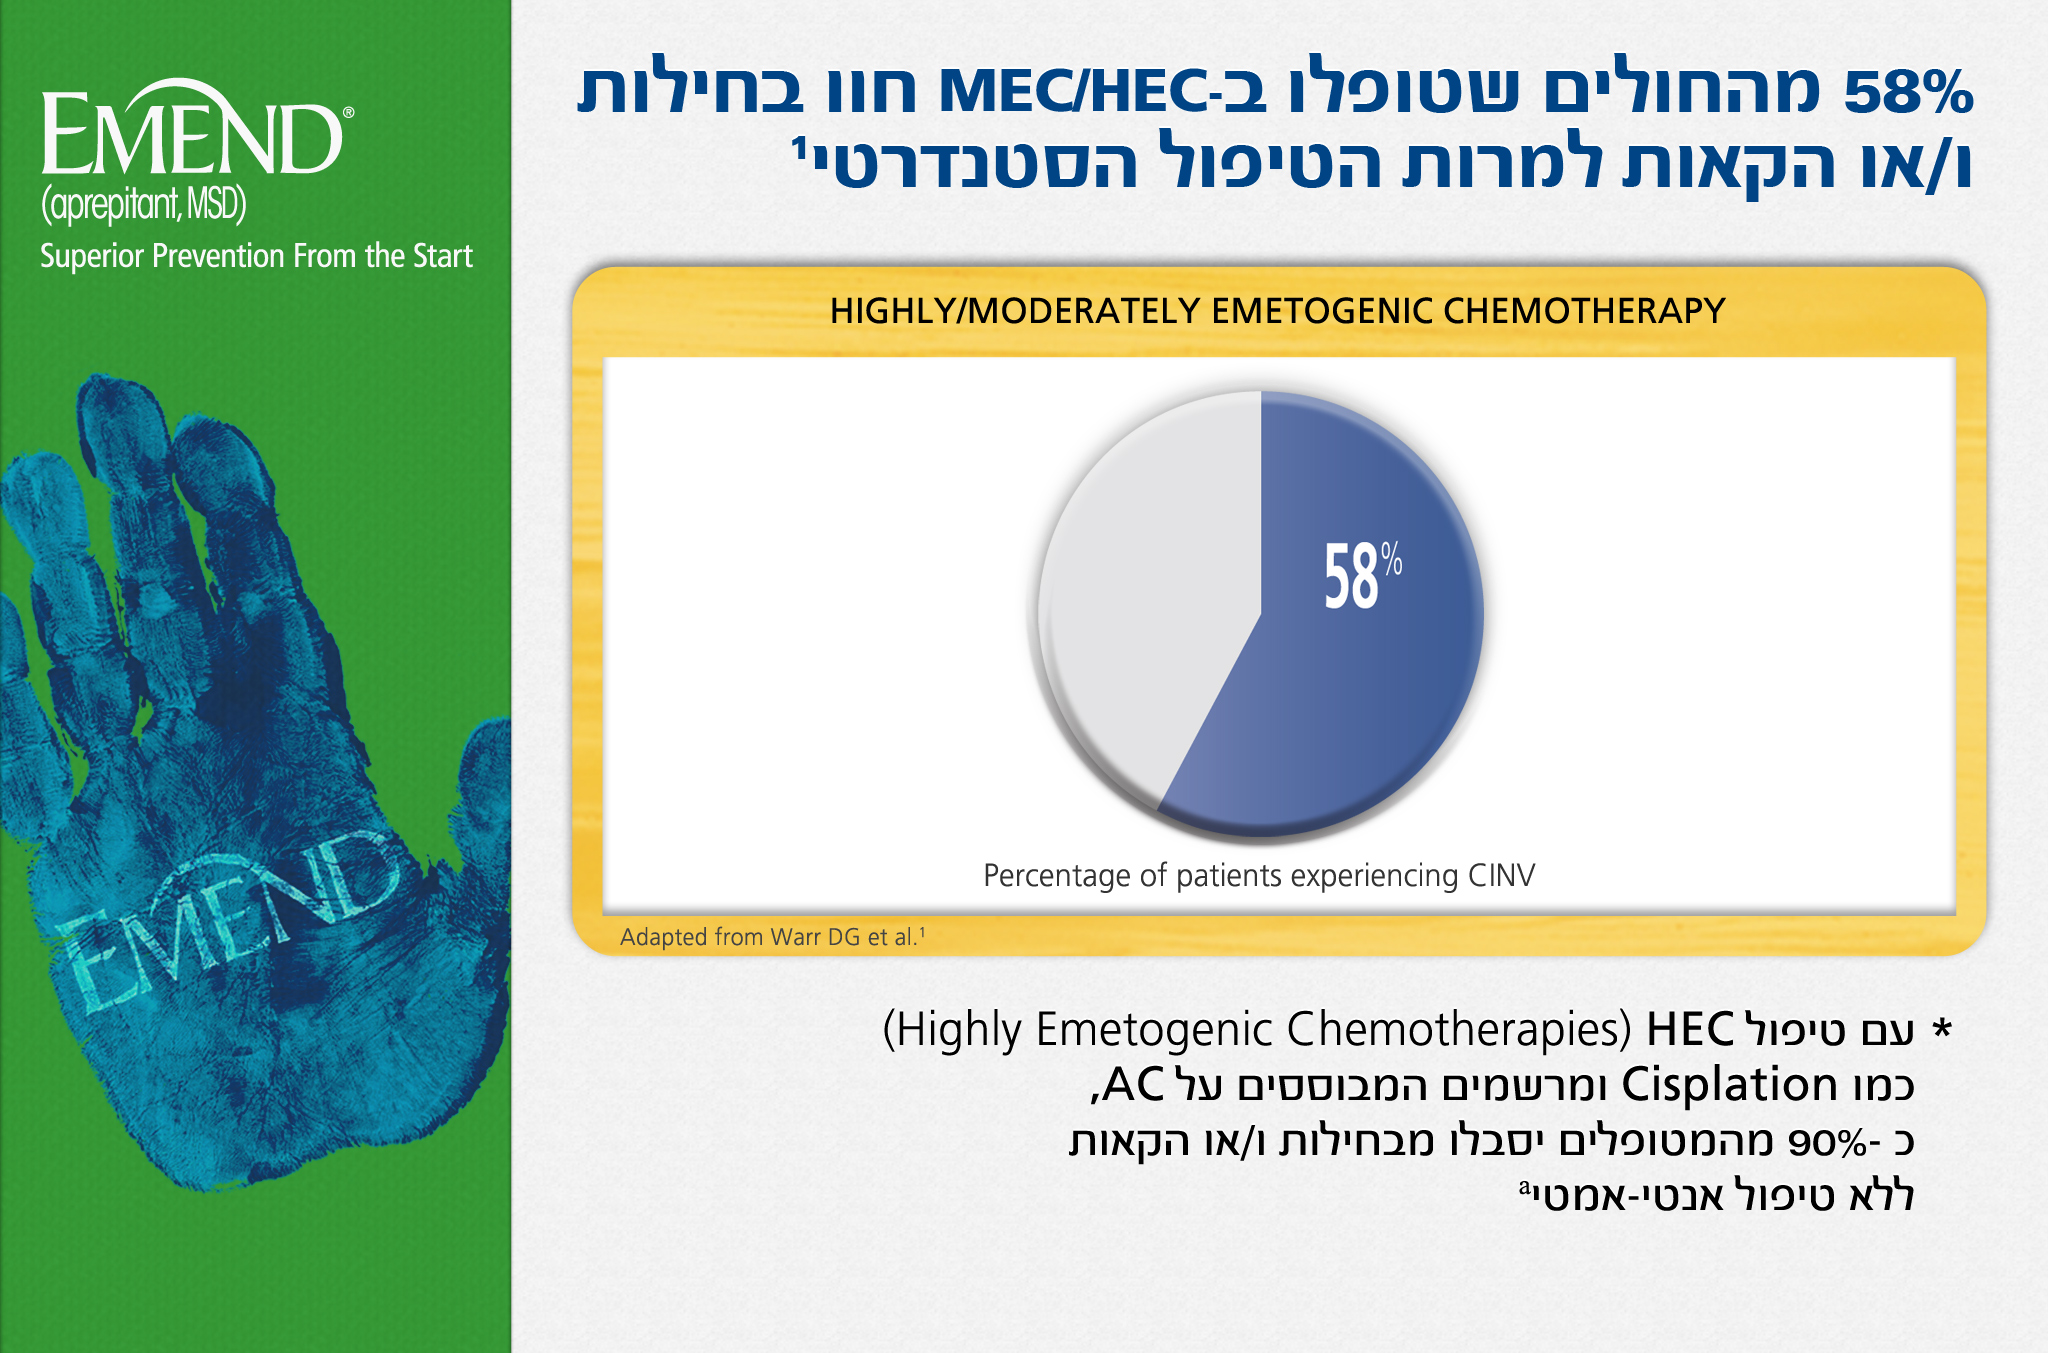 EMEND®
(aprepitant, MSD)
Superior Prevention From the Start
EMEND
58% מהחולים שטופלו ב-MEC/HEC חוו בחילות
ו/או הקאות למרות הטיפול הסטנדרטי¹
HIGHLY/MODERATELY EMETOGENIC CHEMOTHERAPY
58%
Percentage of patients experiencing CINV
Adapted from Warr DG et al.¹
* עם טיפול HEC (Highly Emetogenic Chemotherapies)
כמו Cisplation ומרשמים המבוססים על AC,
כ -90% מהמטופלים יסבלו מבחילות ו/או הקאות
ללא טיפול אנטי-אמטיª